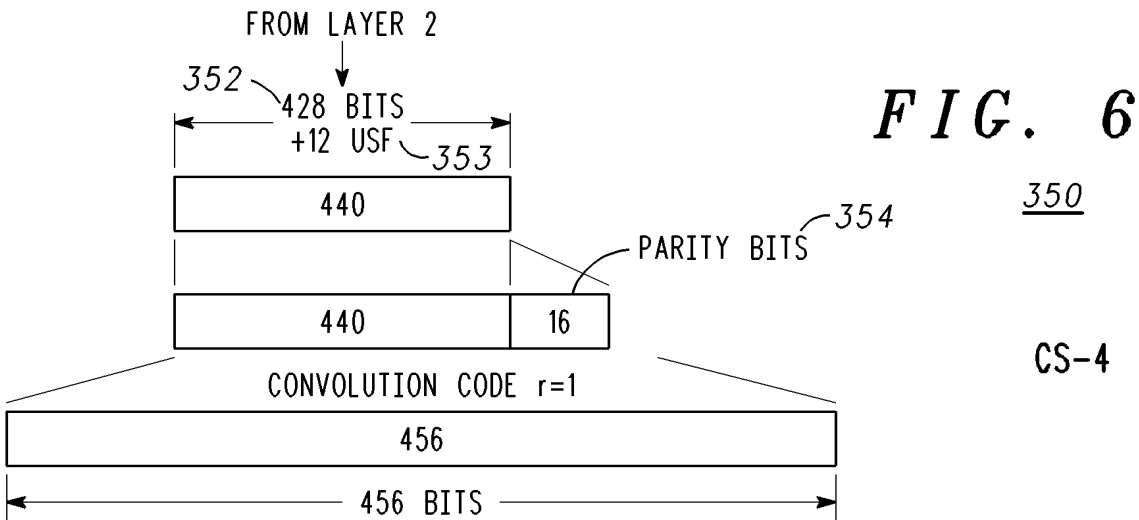 FROM LAYER 2
352
428 BITS
+12 USF
353
FIG. 6
440
350
354
PARITY BITS
440 16
CS-4
CONVOLUTION CODE r=1
456
456 BITS